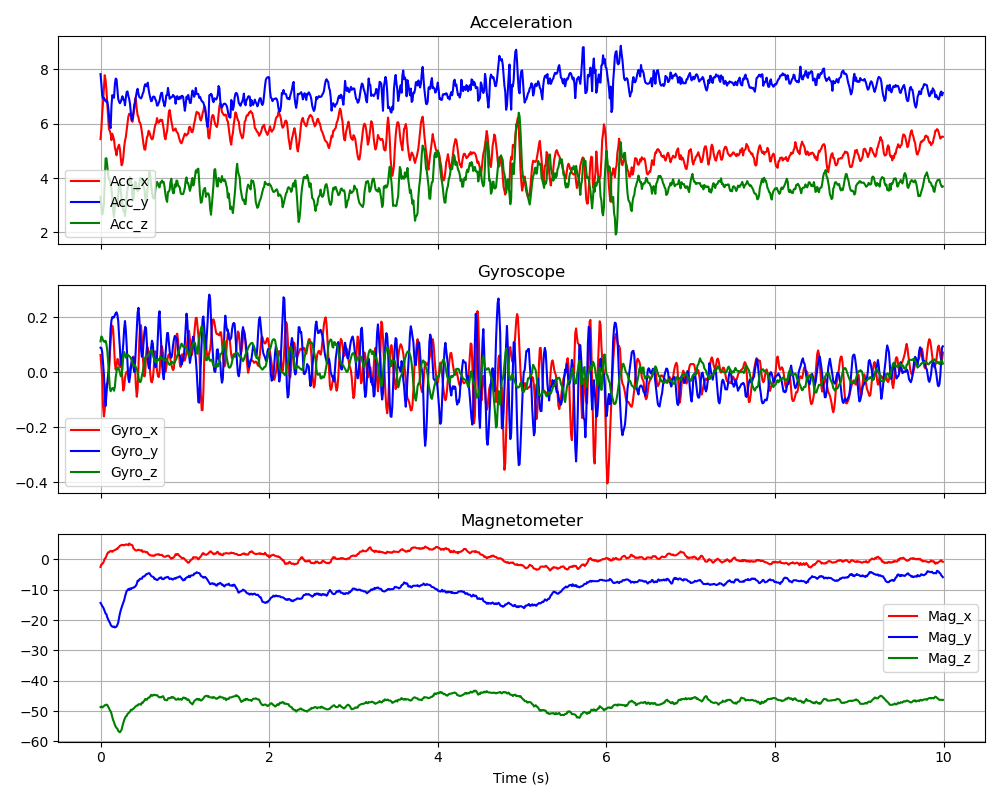 Acceleration
8
6
4
2
Acc_x
Acc_y
Acc_z
Gyroscope
0.2
0.0
−0.2
−0.4
Gyro_x
Gyro_y
Gyro_z
Magnetometer
0
−10
−20
−30
−40
−50
−60
Mag_x
Mag_y
Mag_z
0 2 4 6 8 10
Time (s)